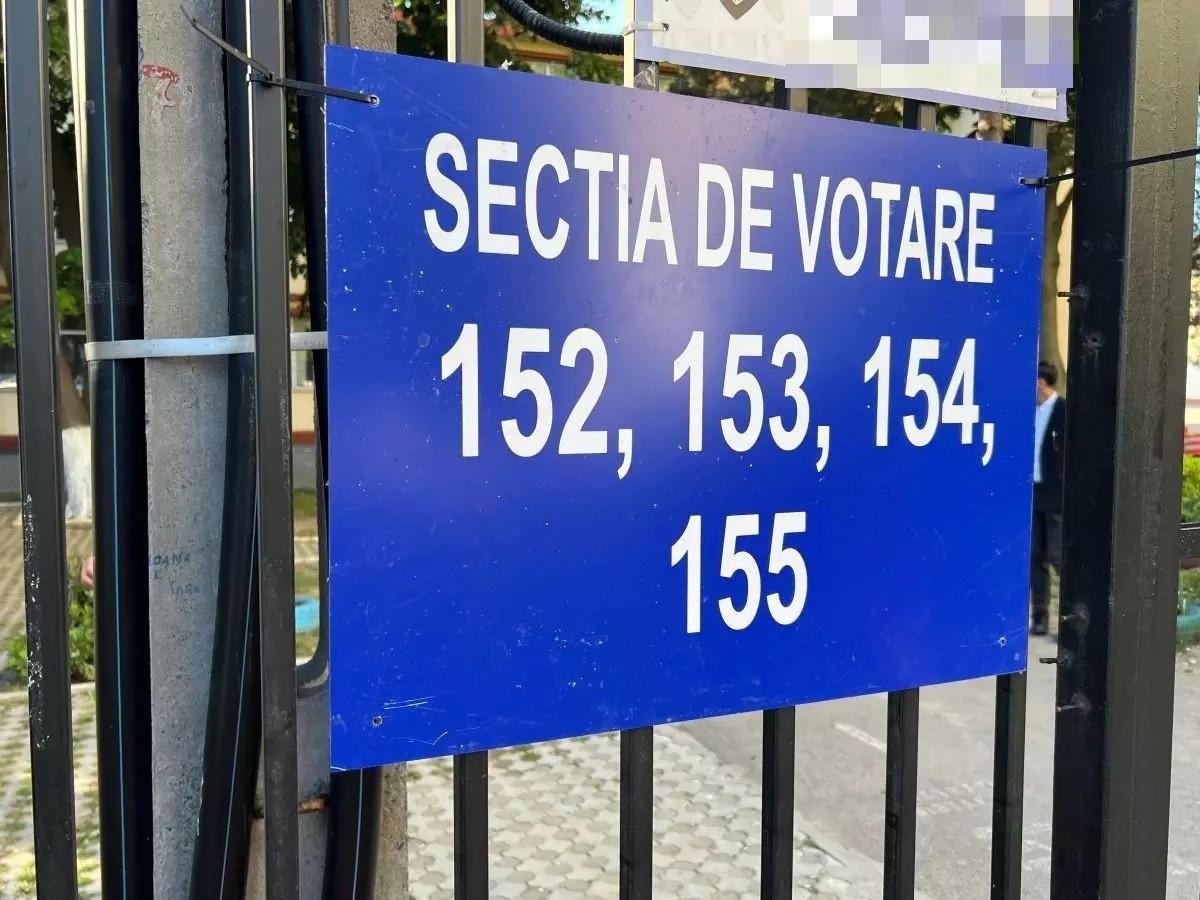 SECTIA DE VOTARE
152, 153, 154,
155